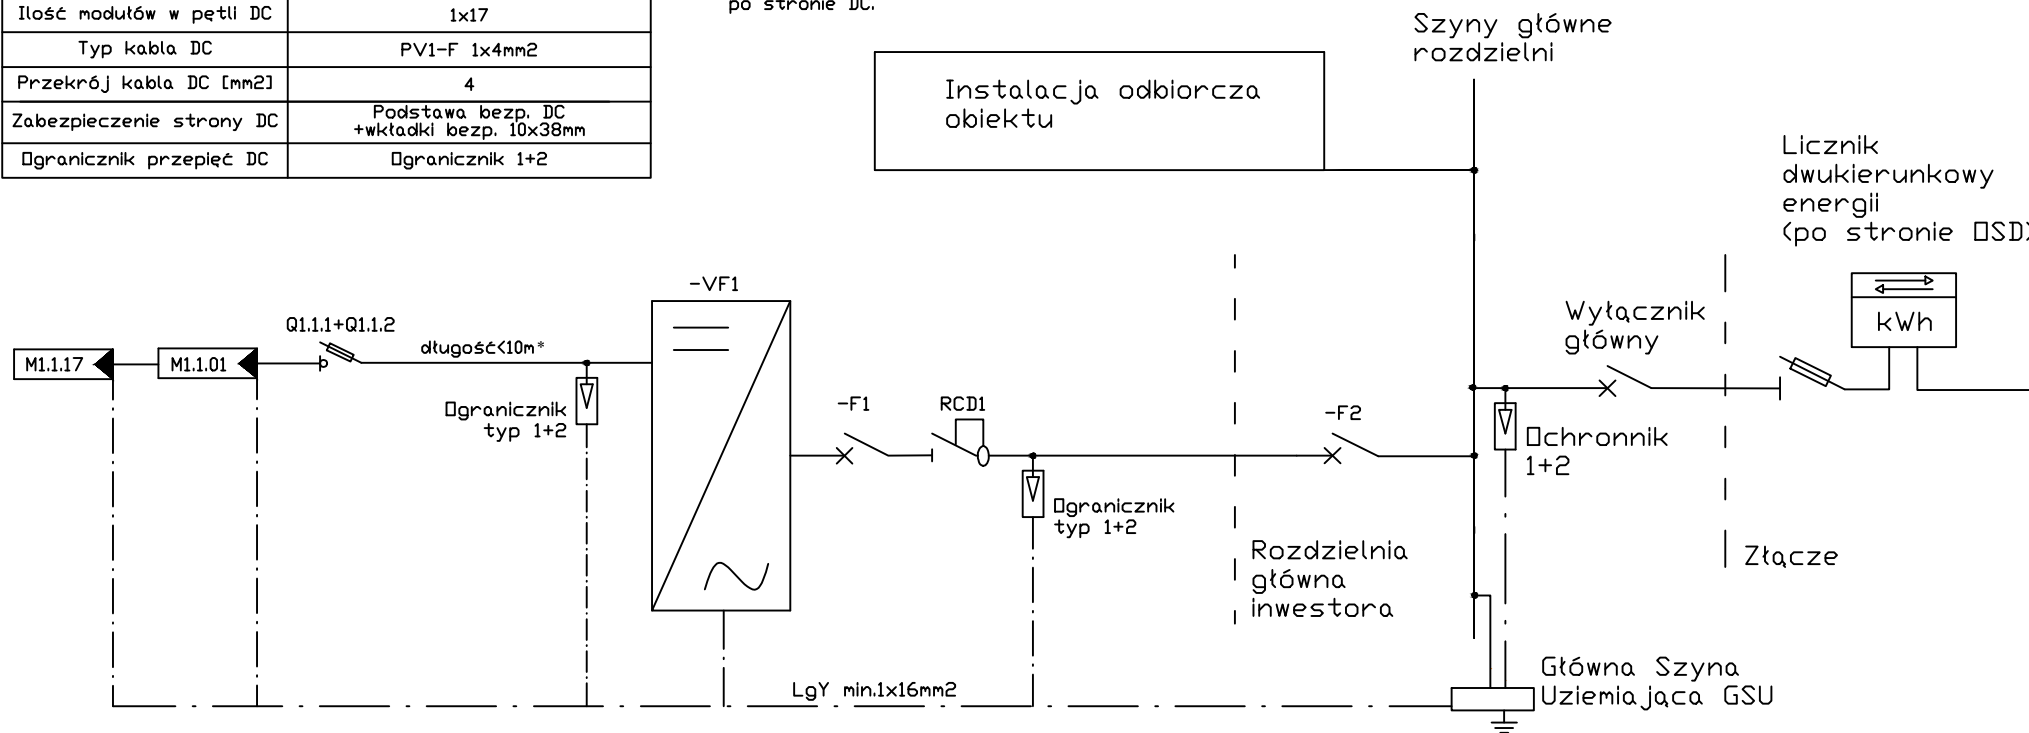 Ilość modułów w pętli DC 1x17
Typ kabla DC PV1-F 1x4mm2
Przekrój kabla DC [mm2] 4
Zabezpieczenie strony DC
Podstawa bezp. DC
+wkładki bezp. 10x38mm
Ogranicznik przepięć DC Ogranicznik 1+2
po stronie DC.
Szyny główne
rozdzielni
Instalacja odbiorcza
obiektu
Licznik
dwukierunkowy
energii
(po stronie OSD)
kWh
Wyłącznik
główny
-VF1
Q1.1.1+Q1.1.2
M1.1.17
M1.1.01
długość<10m*
Ogranicznik
typ 1+2
-F1
RCD1
-F2
Ochronnik
1+2
Ogranicznik
typ 1+2
Rozdzielnia
główna
inwestora
Złącze
LgY min.1x16mm2
Główna Szyna
Uziemiająca GSU